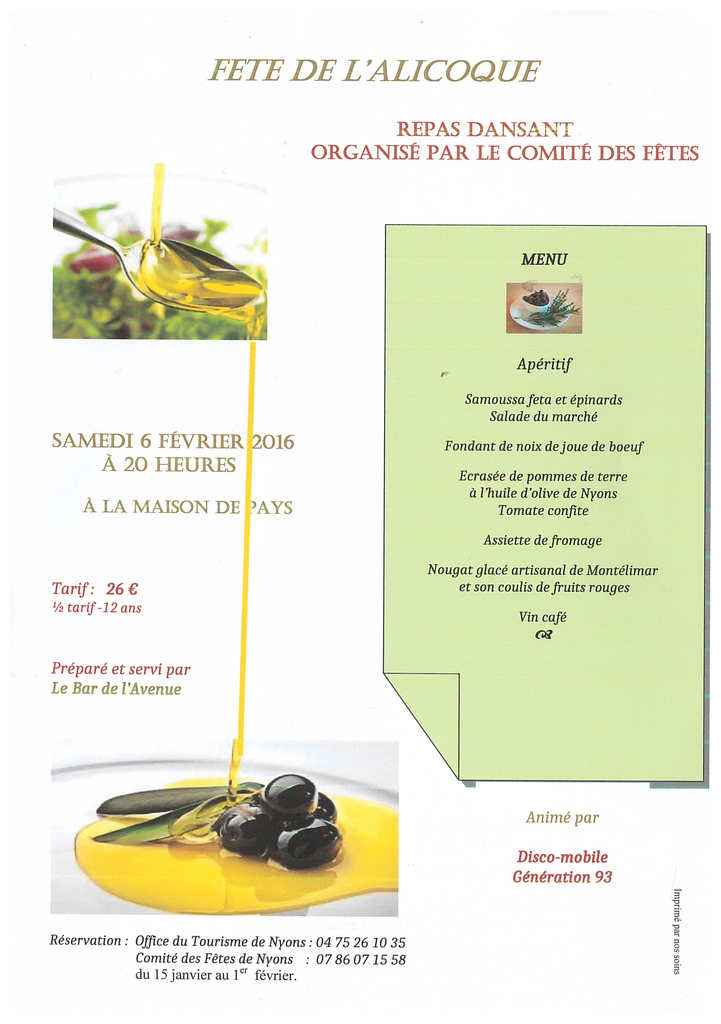 FETE DE L'ALICOQUE
REPAS DANSANT
ORGANISÉ PAR LE COMITÉ DES FÊTES
SAMEDI 6 FÉVRIER 2016
À 20 HEURES
À LA MAISON DE PAYS
Tarif : 26 €
½ tarif -12 ans
Préparé et servi par
Le Bar de l'Avenue
MENU
Apéritif
Samoussa feta et épinards
Salade du marché
Fondant de noix de joue de boeuf
Ecrasée de pommes de terre
à l'huile d'olive de Nyons
Tomate confite
Assiette de fromage
Nougat glacé artisanal de Montélimar
et son coulis de fruits rouges
Vin café
Animé par
Disco-mobile
Génération 93
Réservation : Office du Tourisme de Nyons : 04 75 26 10 35
Comité des Fêtes de Nyons : 07 86 07 15 58
du 15 janvier au 1er février.
Imprimé par nos soins